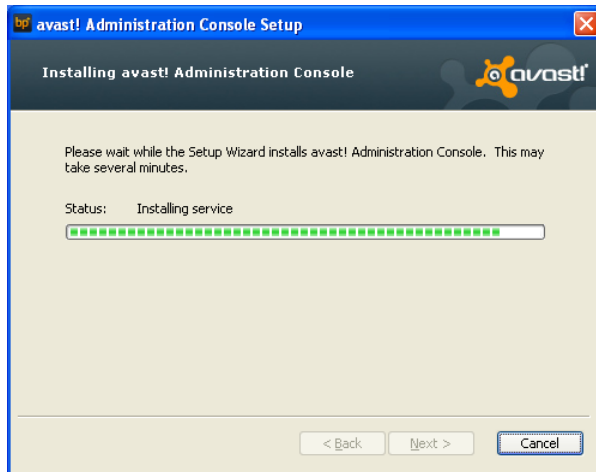 bp avast! Administration Console Setup
Installing avast! Administration Console
avast!
Please wait while the Setup Wizard installs avast! Administration Console. This may
take several minutes.
Status: Installing service
< Back Next > Cancel